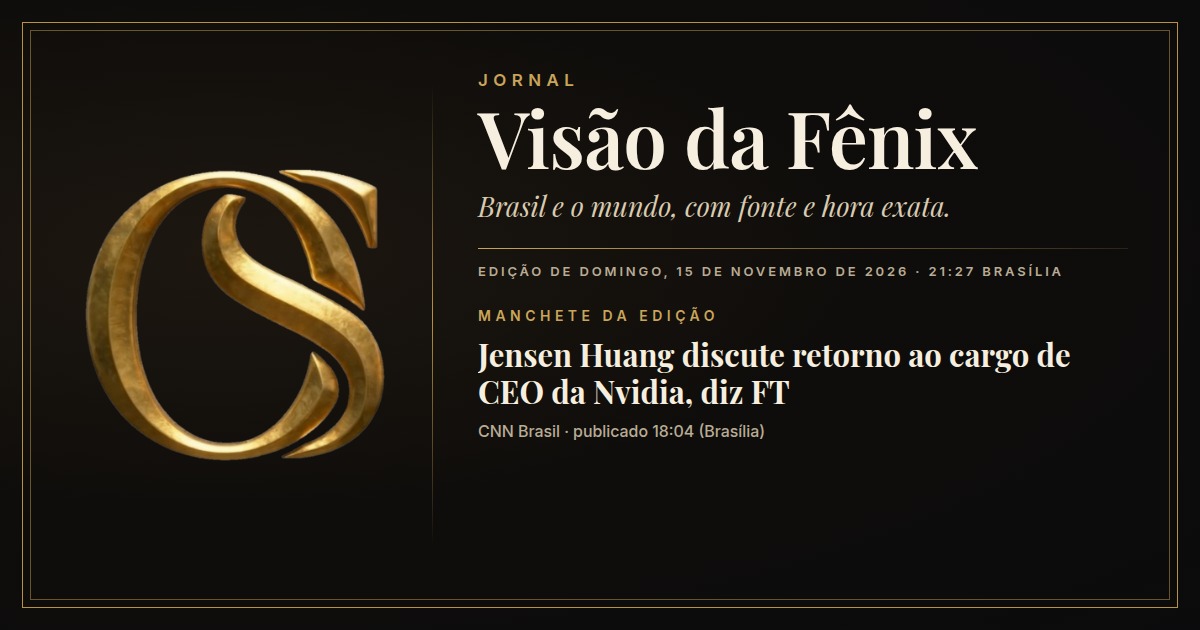 CS
JORNAL
Visão da Fênix
Brasil e o mundo, com fonte e hora exata.
EDIÇÃO DE DOMINGO, 15 DE NOVEMBRO DE 2026 · 21:27 BRASÍLIA
MANCHETE DA EDIÇÃO
Jensen Huang discute retorno ao cargo de
CEO da Nvidia, diz FT
CNN Brasil · publicado 18:04 (Brasília)